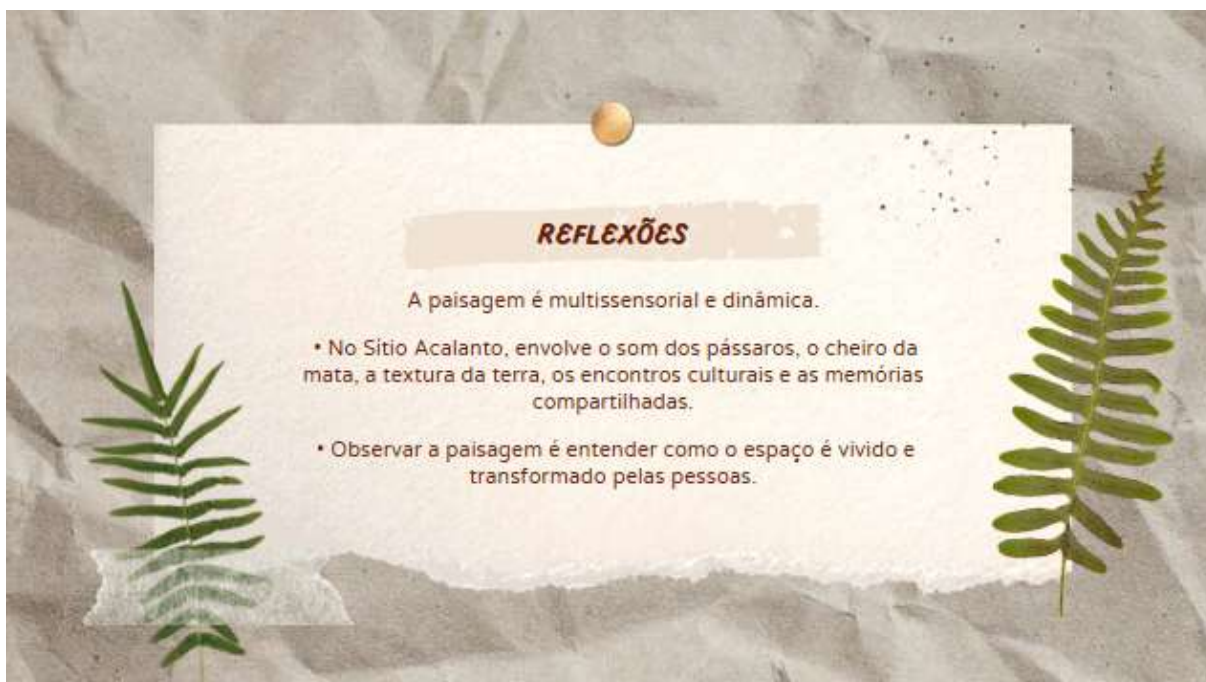 REFLEXÕES
A paisagem é multissensorial e dinâmica.
• No Sítio Acalanto, envolve o som dos pássaros, o cheiro da
mata, a textura da terra, os encontros culturais e as memórias
compartilhadas.
• Observar a paisagem é entender como o espaço é vivido e
transformado pelas pessoas.